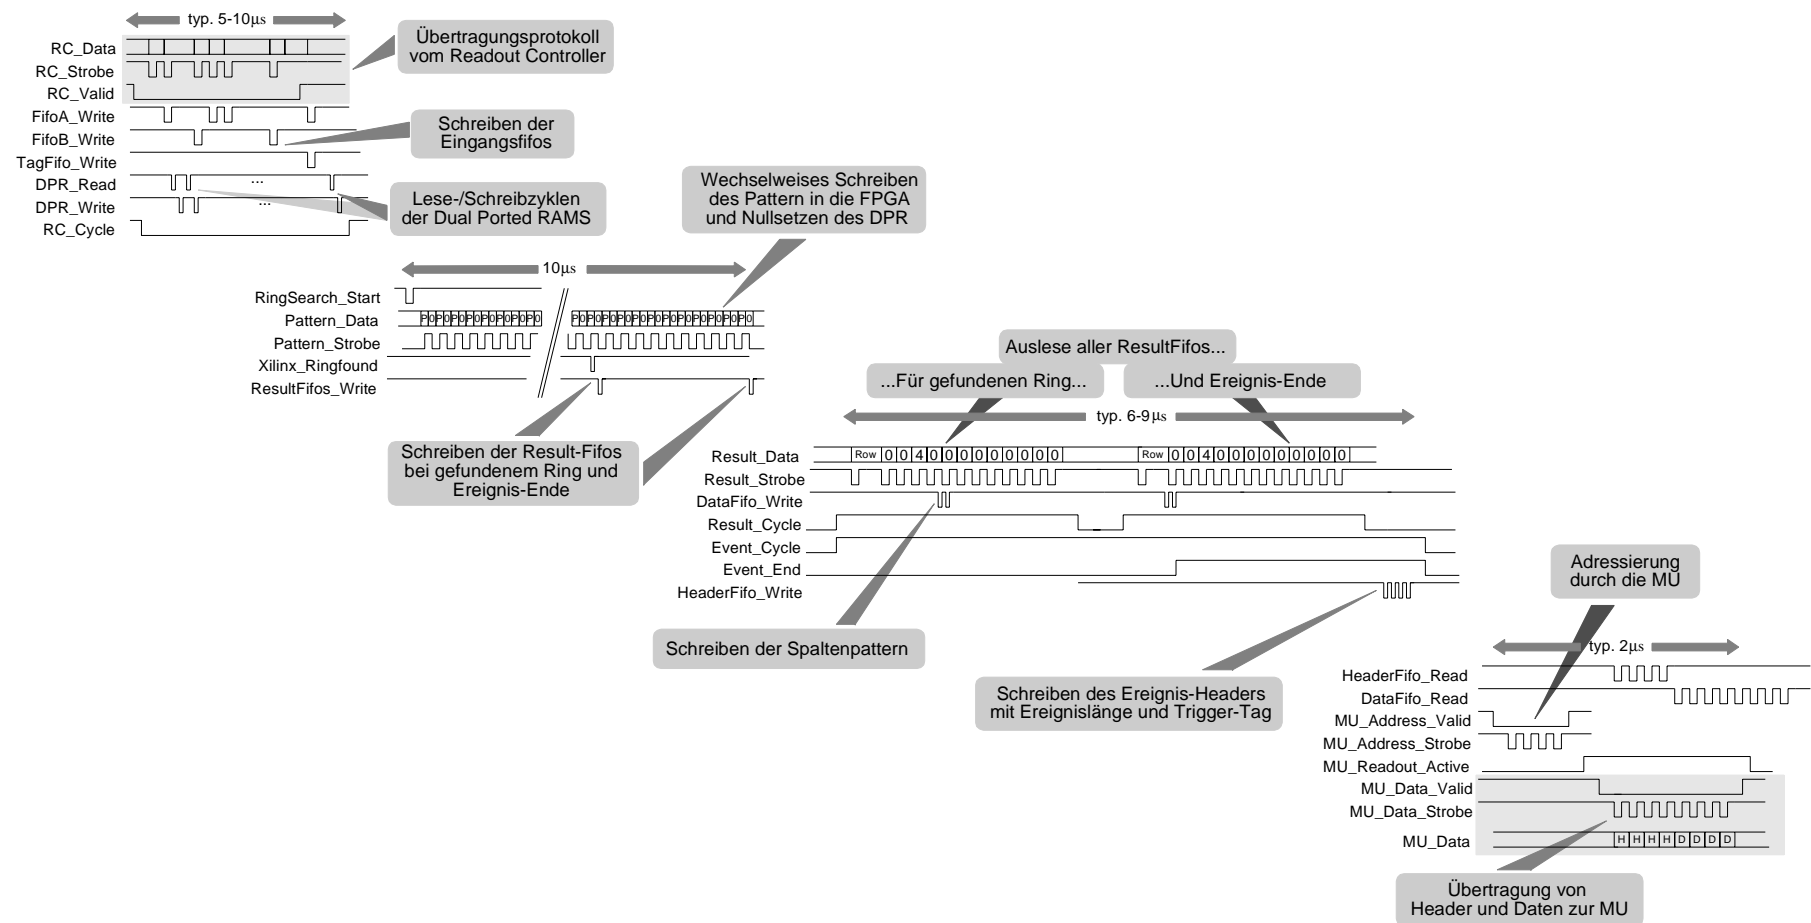 typ. 5-10µs
RC_Data
RC_Strobe
RC_Valid
FifoA_Write
FifoB_Write
TagFifo_Write
DPR_Read
...
DPR_Write
...
RC_Cycle
Übertragungsprotokoll
vom Readout Controller
Schreiben der
Eingangsfifos
Lese-/Schreibzyklen
der Dual Ported RAMS
Wechselweises Schreiben
des Pattern in die FPGA
und Nullsetzen des DPR
10µs
RingSearch_Start
Pattern_Data
P0P0P0P0P0P0P0P0
P0P0P0P0P0P0P0P0P0P0P0P0
Pattern_Strobe
Xilinx_Ringfound
ResultFifos_Write
Schreiben der Result-Fifos
bei gefundenem Ring und
Ereignis-Ende
Auslese aller ResultFifos...
...Für gefundenen Ring...
...Und Ereignis-Ende
typ. 6-9µs
Result_Data
Row 0 0 4 0 0 0 0 0 0 0 0 0
Row 0 0 4 0 0 0 0 0 0 0 0 0
Result_Strobe
DataFifo_Write
Result_Cycle
Event_Cycle
Event_End
HeaderFifo_Write
Schreiben der Spaltenpattern
Schreiben des Ereignis-Headers
mit Ereignislänge und Trigger-Tag
Adressierung
durch die MU
typ. 2µs
HeaderFifo_Read
DataFifo_Read
MU_Address_Valid
MU_Address_Strobe
MU_Readout_Active
MU_Data_Valid
MU_Data_Strobe
MU_Data
H H H H D D D D
Übertragung von
Header und Daten zur MU